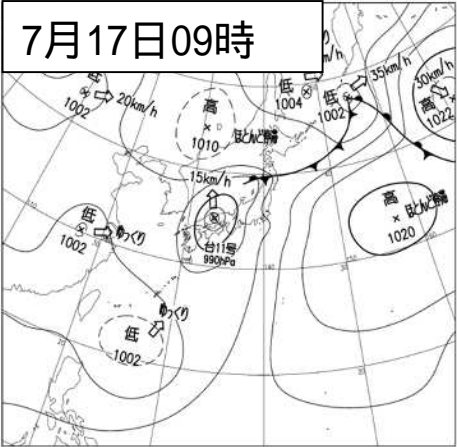 7月17日09時
低
1002
20km/h
高
1010
ほとんど停滞
km/h
低
1004
低
1002
35km/h
30km/h
高
1022
15km/h
台11号
990hPa
高
ほとんど停滞
1020
低
1002
ゆっくり
ゆっくり
低
1002